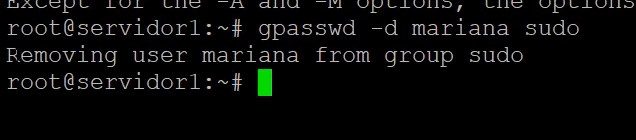 Except for the -A and -M options, the options
root@servidor1:~# gpasswd -d mariana sudo
Removing user mariana from group sudo
root@servidor1:~#